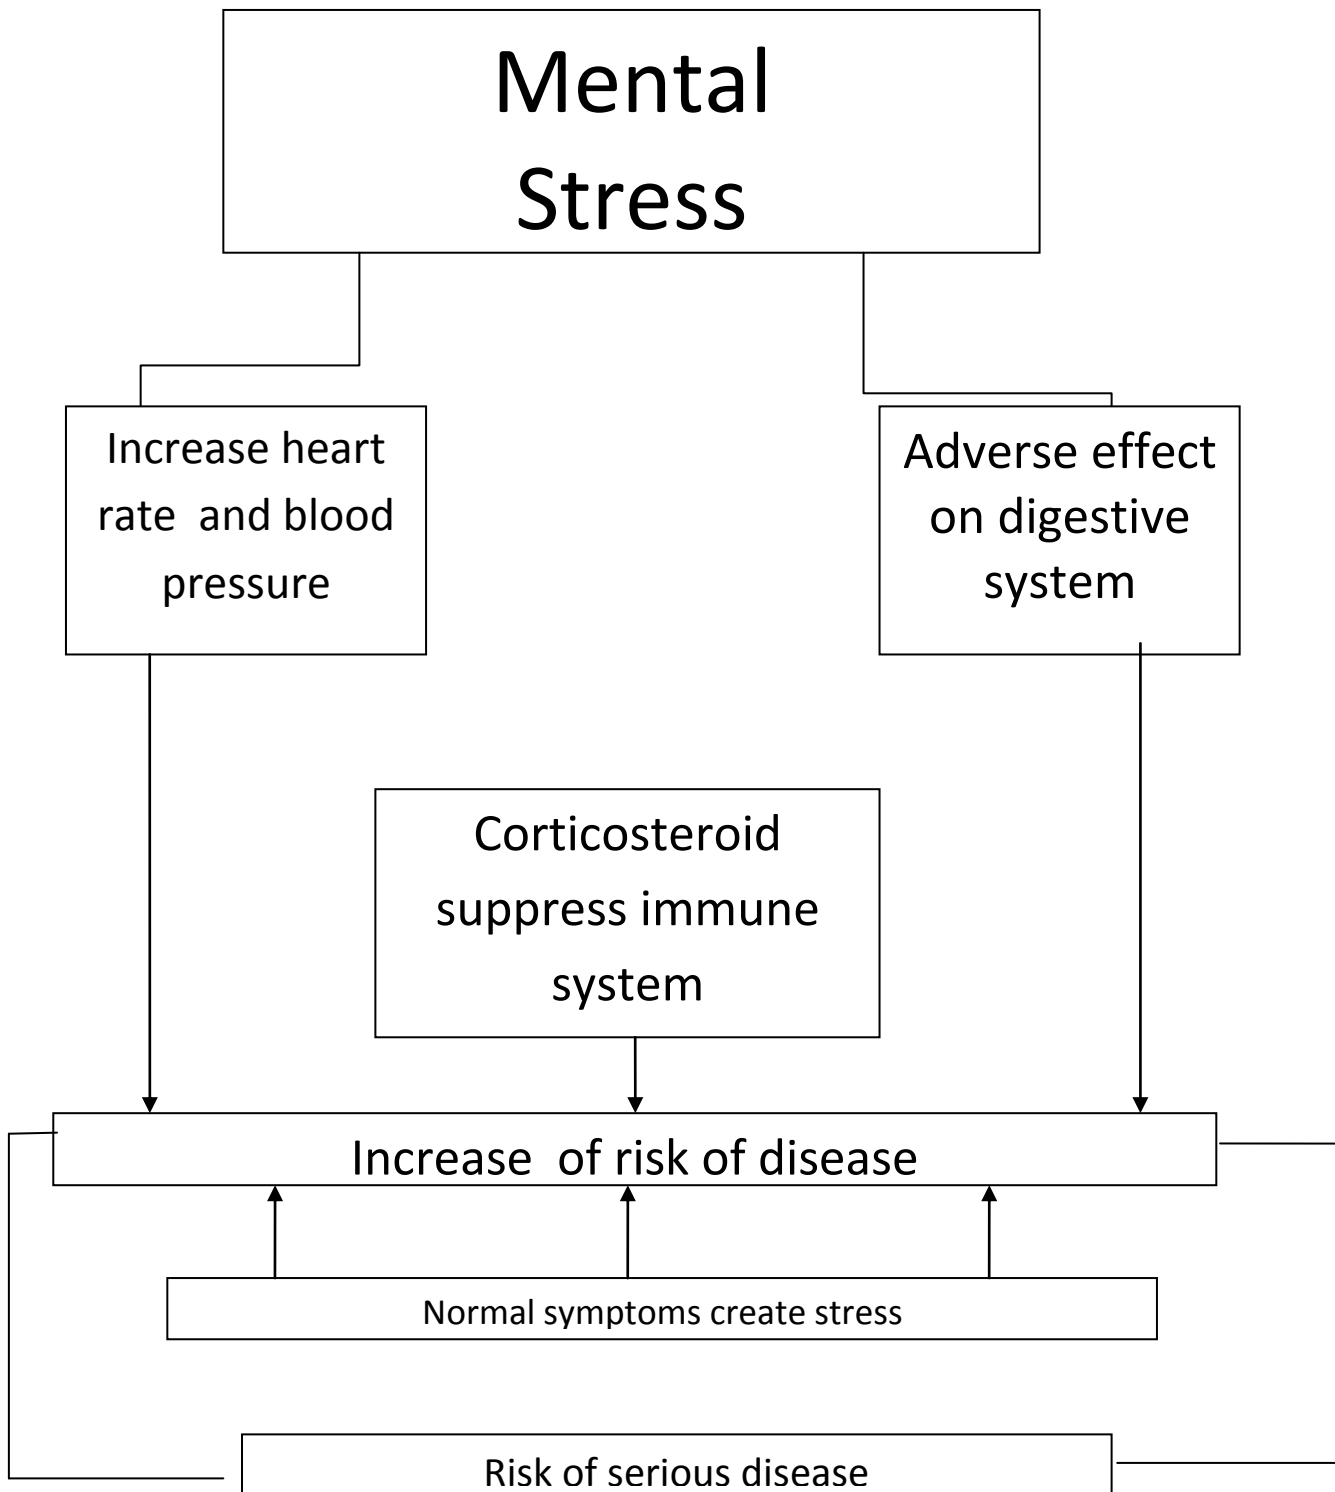 Mental
Stress
Increase heart
rate and blood
pressure
Adverse effect
on digestive
system
Corticosteroid
suppress immune
system
Increase of risk of disease
Normal symptoms create stress
Risk of serious disease